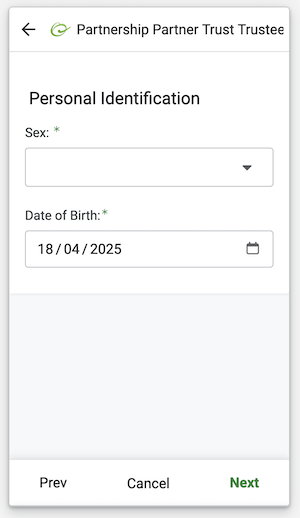 Partnership Partner Trust Trustee
Personal Identification
Sex: *
Date of Birth:*
18 / 04 / 2025
Prev Cancel Next